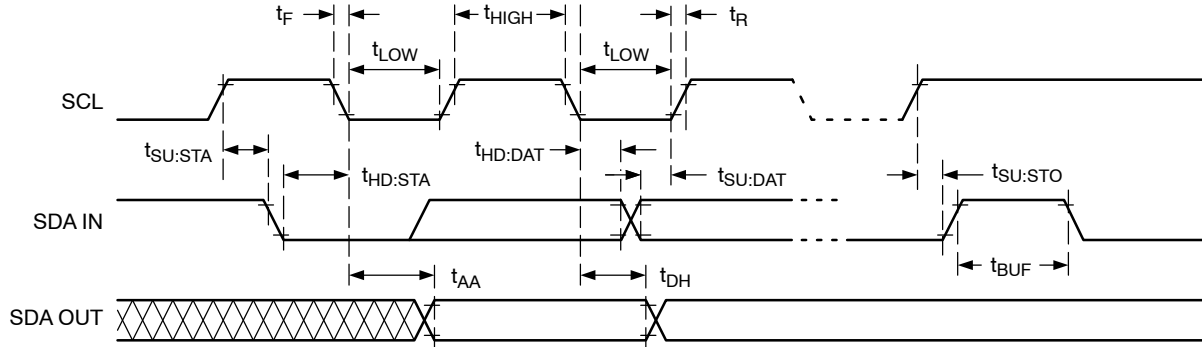 tF
tHIGH
tR
tLOW
tLOW
SCL
tSU:STA
tHD:STA
tHD:DAT
tSU:DAT
tSU:STO
SDA IN
tBUF
tAA
tDH
SDA OUT